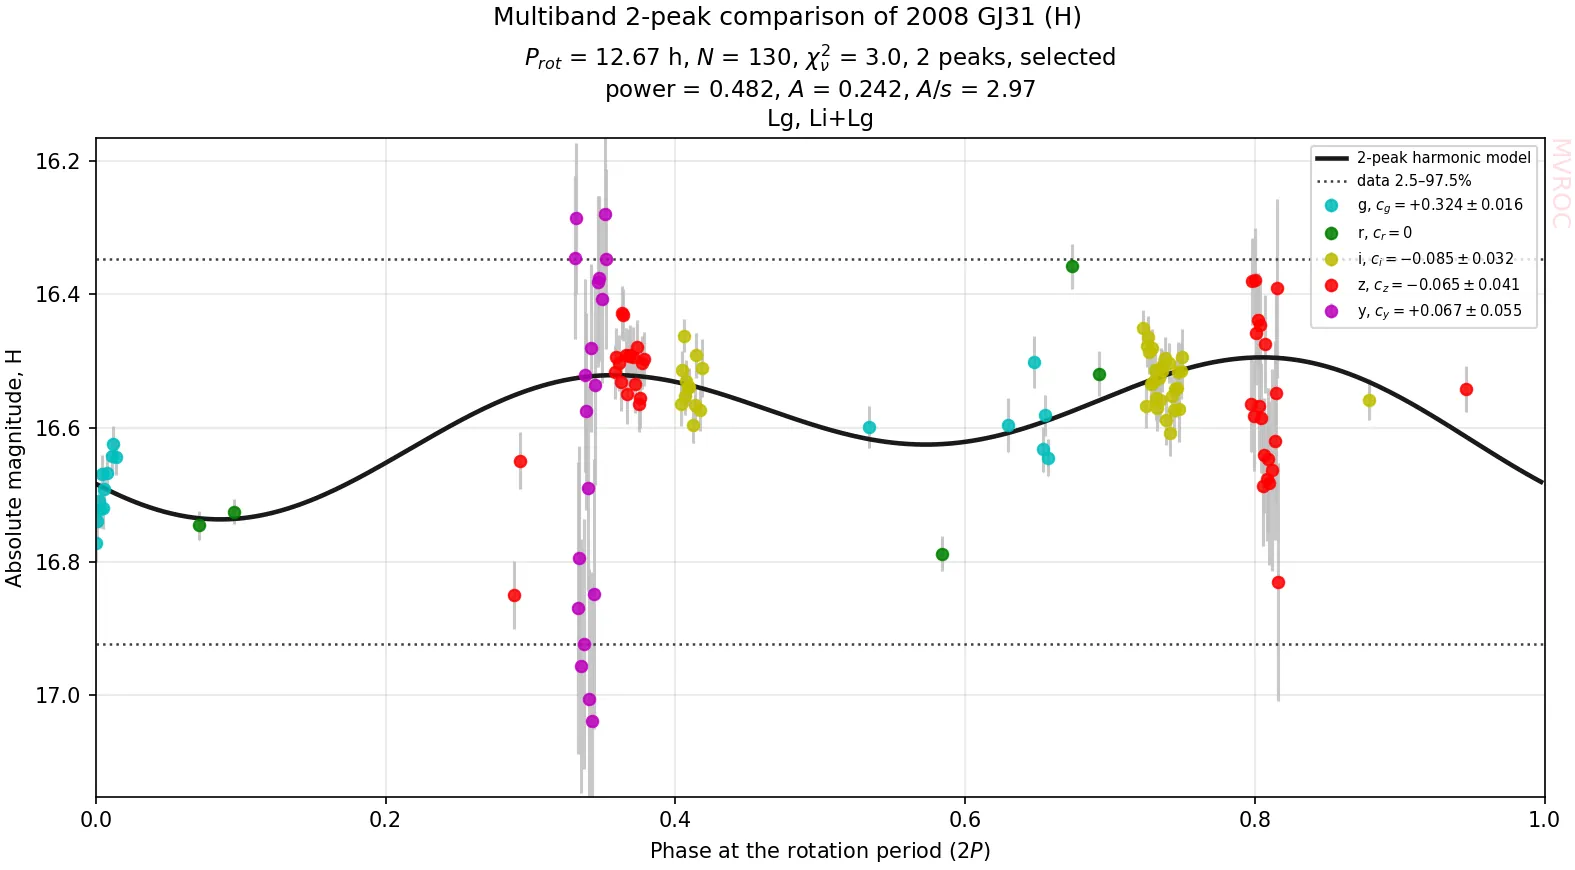 Multiband 2-peak comparison of 2008 GJ31 (H)
P_rot = 12.67 h, N = 130, χ²_ν = 3.0, 2 peaks, selected
power = 0.482, A = 0.242, A/s = 2.97
Lg, Li+Lg
MVROC
2-peak harmonic model
data 2.5–97.5%
g, c_g = +0.324 ± 0.016
r, c_r = 0
i, c_i = −0.085 ± 0.032
z, c_z = −0.065 ± 0.041
y, c_y = +0.067 ± 0.055
Absolute magnitude, H
16.2
16.4
16.6
16.8
17.0
0.0 0.2 0.4 0.6 0.8 1.0
Phase at the rotation period (2P)